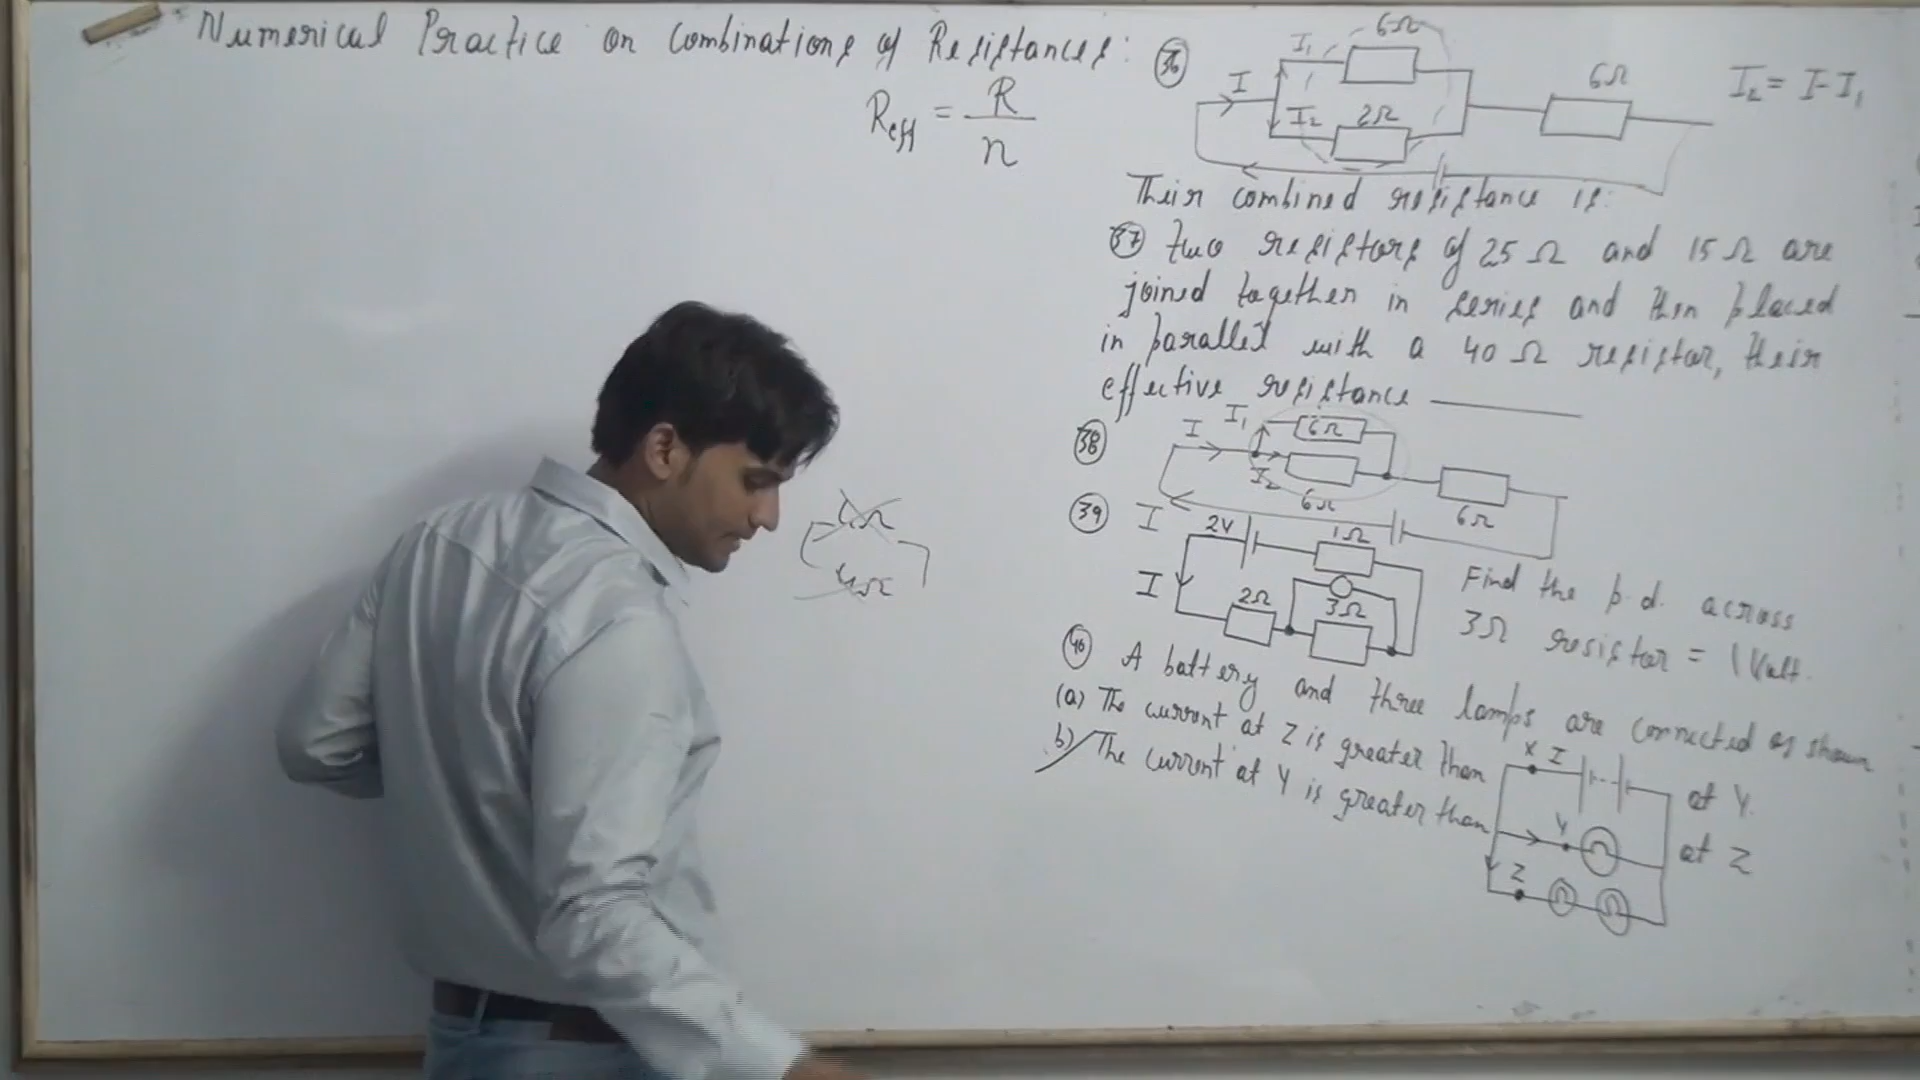 Numerical Practice on Combinations of Resistances:
Reff = R/n
36
6Ω
I₁
I
I₂
2Ω
6Ω
I₂ = I-I₁
Their combined resistance is:
37 two resistors of 25 Ω and 15 Ω are
joined together in series and then placed
in parallel with a 40 Ω resistor, their
effective resistance
38
I
I₁
6Ω
I₂
6Ω
6Ω
39
I
2V
1Ω
I
2Ω
3Ω
Find the p.d. across
3Ω resistor = 1 Volt.
40 A battery and three lamps are connected as shown
(a) The current at Z is greater than at Y.
b) The current at Y is greater than at Z
X I
Y
Z
4Ω